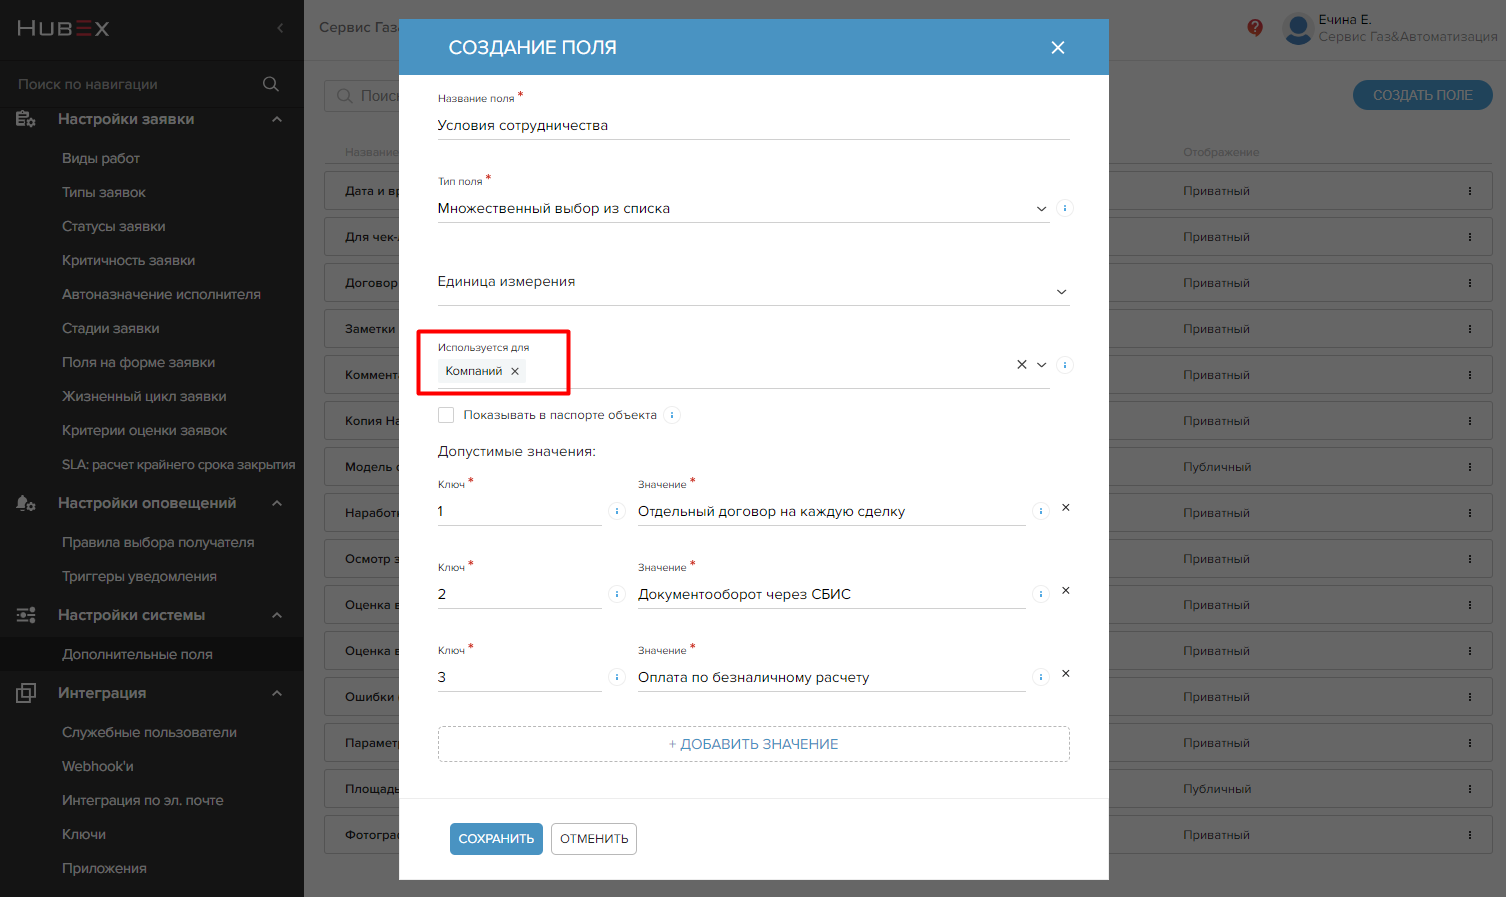 HUBEX
Поиск по навигации
Настройки заявки
Виды работ
Типы заявок
Статусы заявки
Критичность заявки
Автоназначение исполнителя
Стадии заявки
Поля на форме заявки
Жизненный цикл заявки
Критерии оценки заявок
SLA: расчет крайнего срока закрытия
Настройки оповещений
Правила выбора получателя
Триггеры уведомления
Настройки системы
Дополнительные поля
Интеграция
Служебные пользователи
Webhook'и
Интеграция по эл. почте
Ключи
Приложения
Сервис Газ
Ечина Е.
Сервис Газ&Автоматизация
Поиск
СОЗДАТЬ ПОЛЕ
Название
Отображение
Дата и вр
Приватный
Для чек-л
Приватный
Договор
Приватный
Заметки
Приватный
Коммента
Приватный
Копия На
Приватный
Модель с
Публичный
Наработк
Приватный
Осмотр з
Приватный
Оценка в
Приватный
Оценка в
Приватный
Ошибки
Приватный
Парамет
Приватный
Площадь
Публичный
Фотограф
Приватный
СОЗДАНИЕ ПОЛЯ
Название поля *
Условия сотрудничества
Тип поля *
Множественный выбор из списка
Единица измерения
Используется для
Компаний
Показывать в паспорте объекта
Допустимые значения:
Ключ * Значение *
1 Отдельный договор на каждую сделку
Ключ * Значение *
2 Документооборот через СБИС
Ключ * Значение *
3 Оплата по безналичному расчету
+ ДОБАВИТЬ ЗНАЧЕНИЕ
СОХРАНИТЬ ОТМЕНИТЬ